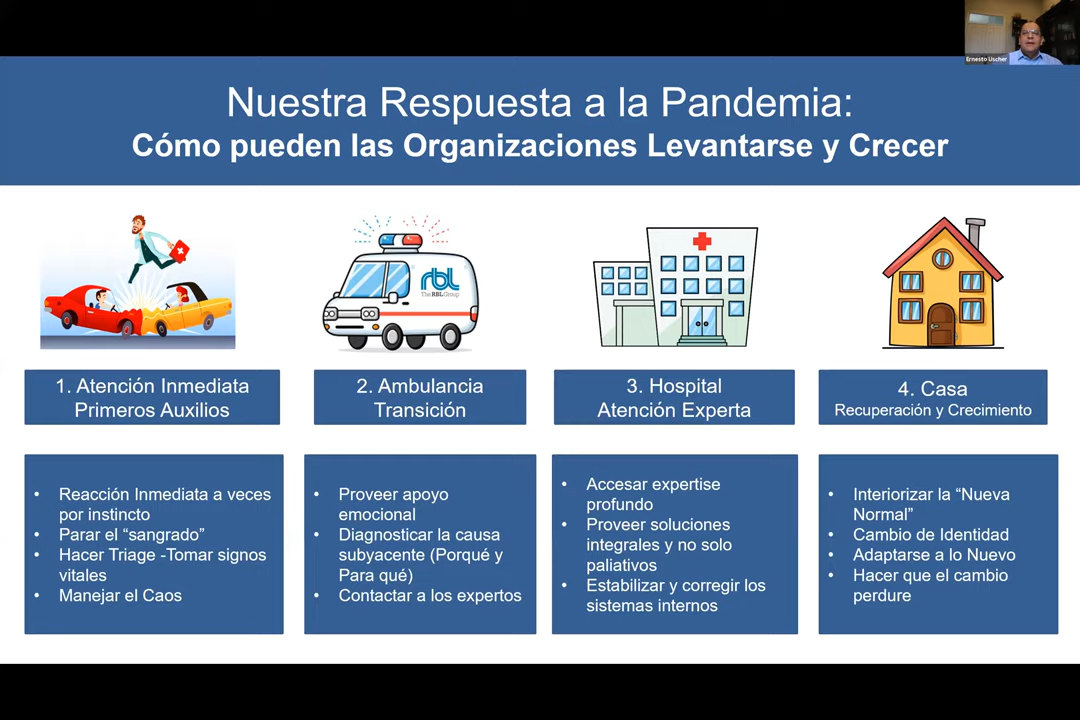 Ernesto Uscher
Nuestra Respuesta a la Pandemia:
Cómo pueden las Organizaciones Levantarse y Crecer
rbl
The RBL Group
1. Atención Inmediata
Primeros Auxilios
2. Ambulancia
Transición
3. Hospital
Atención Experta
4. Casa
Recuperación y Crecimiento
• Reacción Inmediata a veces
por instinto
• Parar el “sangrado”
• Hacer Triage -Tomar signos
vitales
• Manejar el Caos
• Proveer apoyo
emocional
• Diagnosticar la causa
subyacente (Porqué y
Para qué)
• Contactar a los expertos
• Accesar expertise
profundo
• Proveer soluciones
integrales y no solo
paliativos
• Estabilizar y corregir los
sistemas internos
• Interiorizar la “Nueva
Normal”
• Cambio de Identidad
• Adaptarse a lo Nuevo
• Hacer que el cambio
perdure